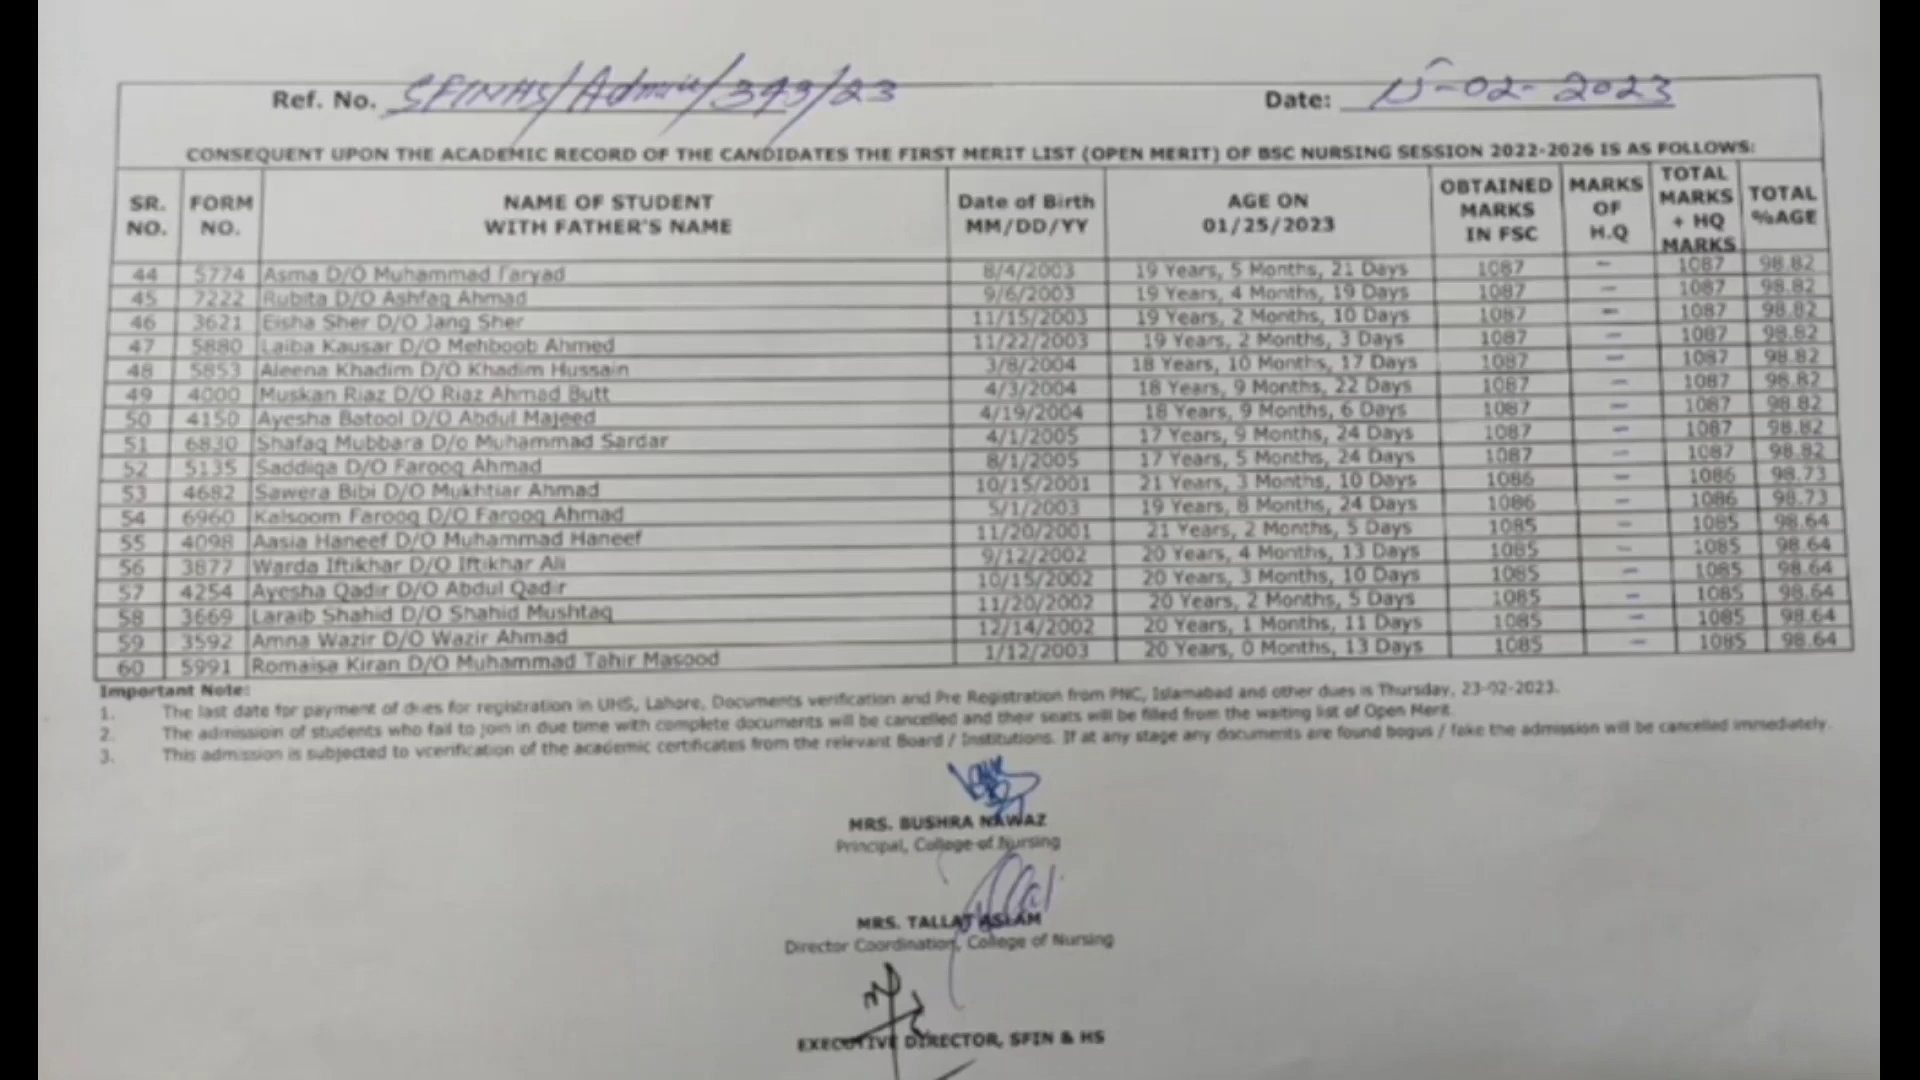 Ref. No. SFINHS/Admin/393/23 Date: 15-02-2023
CONSEQUENT UPON THE ACADEMIC RECORD OF THE CANDIDATES THE FIRST MERIT LIST (OPEN MERIT) OF BSC NURSING SESSION 2022-2026 IS AS FOLLOWS:
SR. NO. FORM NO. NAME OF STUDENT WITH FATHER'S NAME Date of Birth MM/DD/YY AGE ON 01/25/2023 OBTAINED MARKS IN FSC MARKS OF H.Q TOTAL MARKS + HQ MARKS TOTAL %AGE
44 5774 Asma D/O Muhammad Faryad 8/4/2003 19 Years, 5 Months, 21 Days 1087 – 1087 98.82
45 7222 Rubita D/O Ashfaq Ahmad 9/6/2003 19 Years, 4 Months, 19 Days 1087 – 1087 98.82
46 3621 Eisha Sher D/O Jang Sher 11/15/2003 19 Years, 2 Months, 10 Days 1087 – 1087 98.82
47 5880 Laiba Kausar D/O Mehboob Ahmed 11/22/2003 19 Years, 2 Months, 3 Days 1087 – 1087 98.82
48 5853 Aleena Khadim D/O Khadim Hussain 3/8/2004 18 Years, 10 Months, 17 Days 1087 – 1087 98.82
49 4000 Muskan Riaz D/O Riaz Ahmad Butt 4/3/2004 18 Years, 9 Months, 22 Days 1087 – 1087 98.82
50 4150 Ayesha Batool D/O Abdul Majeed 4/19/2004 18 Years, 9 Months, 6 Days 1087 – 1087 98.82
51 6830 Shafaq Mubbara D/o Muhammad Sardar 4/1/2005 17 Years, 9 Months, 24 Days 1087 – 1087 98.82
52 5135 Saddiqa D/O Farooq Ahmad 8/1/2005 17 Years, 5 Months, 24 Days 1087 – 1087 98.82
53 4682 Sawera Bibi D/O Mukhtiar Ahmad 10/15/2001 21 Years, 3 Months, 10 Days 1086 – 1086 98.73
54 6960 Kalsoom Farooq D/O Farooq Ahmad 5/1/2003 19 Years, 8 Months, 24 Days 1086 – 1086 98.73
55 4098 Aasia Haneef D/O Muhammad Haneef 11/20/2001 21 Years, 2 Months, 5 Days 1085 – 1085 98.64
56 3877 Warda Iftikhar D/O Iftikhar Ali 9/12/2002 20 Years, 4 Months, 13 Days 1085 – 1085 98.64
57 4254 Ayesha Qadir D/O Abdul Qadir 10/15/2002 20 Years, 3 Months, 10 Days 1085 – 1085 98.64
58 3669 Laraib Shahid D/O Shahid Mushtaq 11/20/2002 20 Years, 2 Months, 5 Days 1085 – 1085 98.64
59 3592 Amna Wazir D/O Wazir Ahmad 12/14/2002 20 Years, 1 Months, 11 Days 1085 – 1085 98.64
60 5991 Romaisa Kiran D/O Muhammad Tahir Masood 1/12/2003 20 Years, 0 Months, 13 Days 1085 – 1085 98.64
Important Note:
1. The last date for payment of dues for registration in UHS, Lahore, Documents verification and Pre Registration from PNC, Islamabad and other dues is Thursday, 23-02-2023.
2. The admission of students who fail to join in due time with complete documents will be cancelled and their seats will be filled from the waiting list of Open Merit.
3. This admission is subjected to verification of the academic certificates from the relevant Board / Institutions. If at any stage any documents are found bogus / fake the admission will be cancelled immediately.
MRS. BUSHRA NAWAZ
Principal, College of Nursing
MRS. TALLAT ASLAM
Director Coordination, College of Nursing
EXECUTIVE DIRECTOR, SFIN & HS